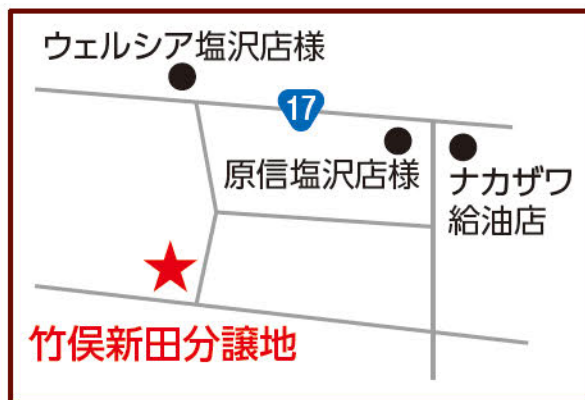 ウェルシア塩沢店様
17
原信塩沢店様
ナカザワ
給油店
竹俣新田分譲地